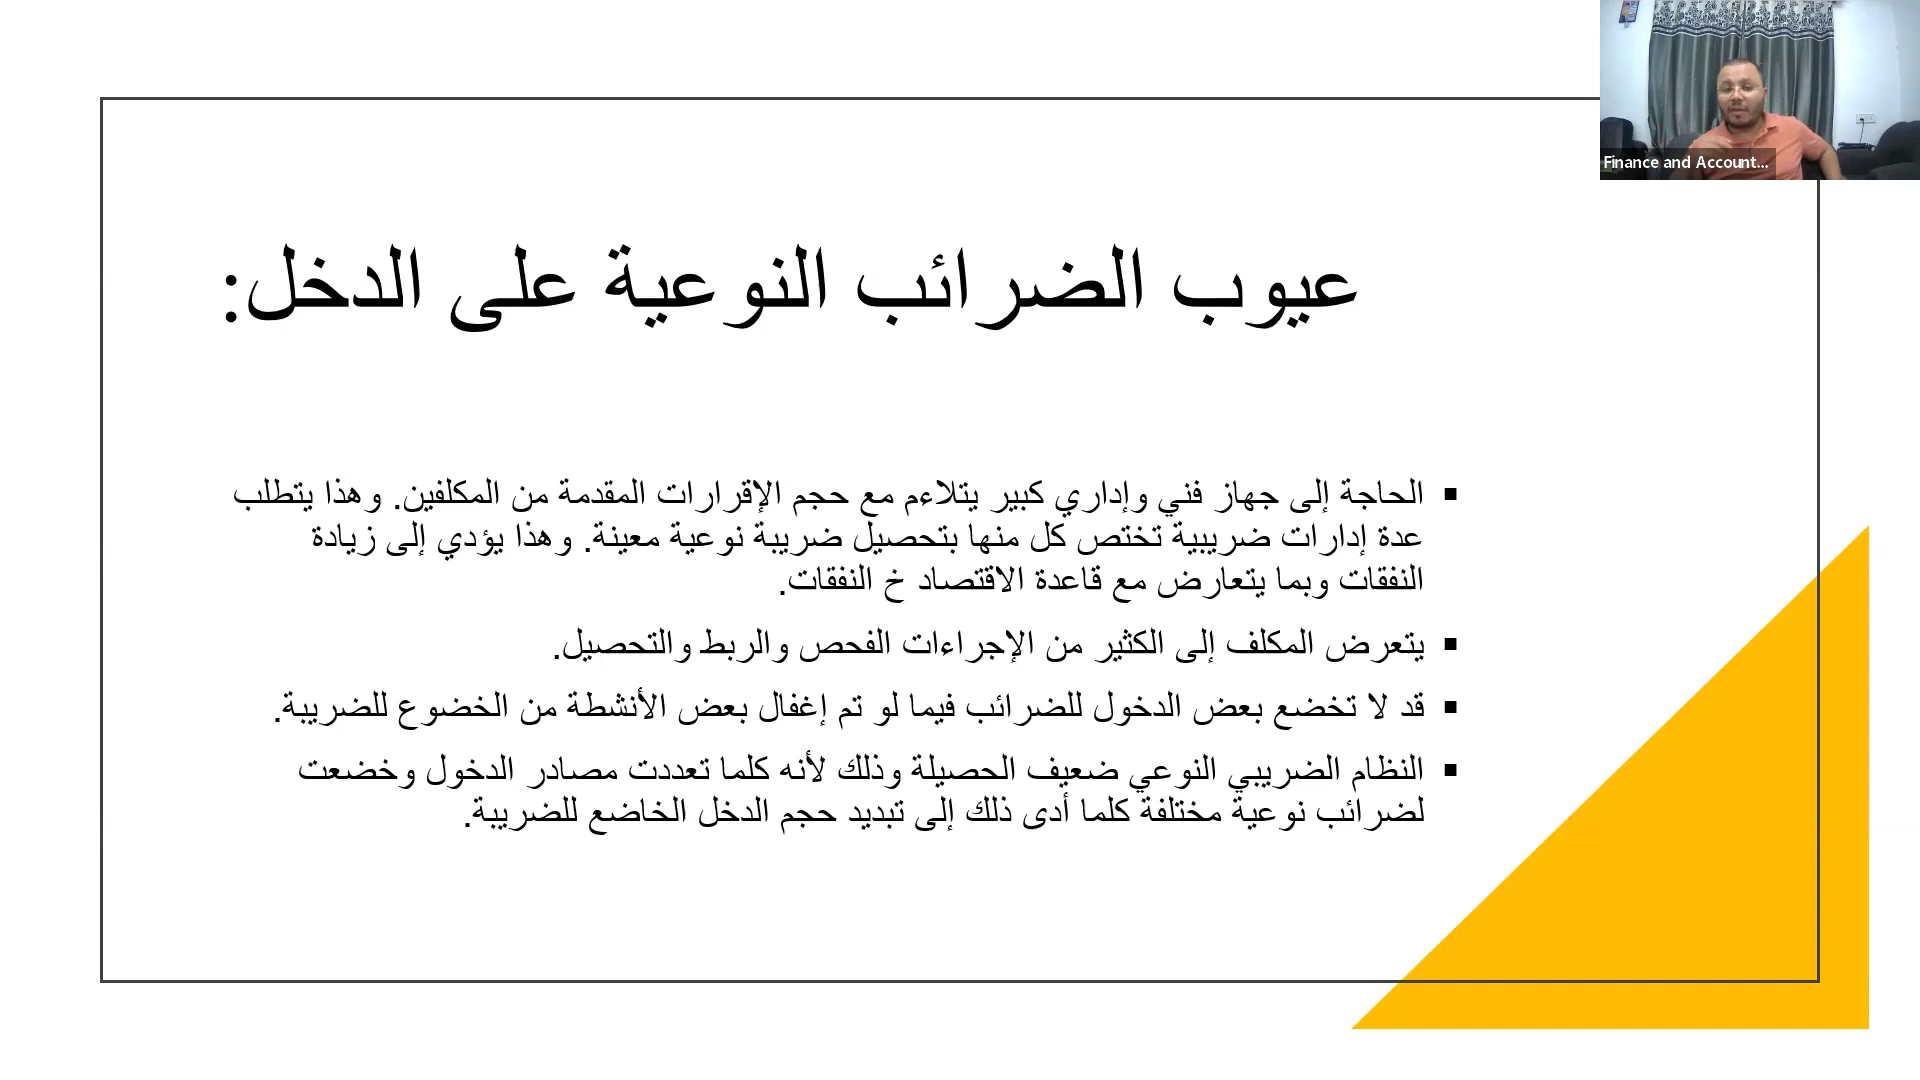 Finance and Account...
عيوب الضرائب النوعية على الدخل:
▪ الحاجة إلى جهاز فني وإداري كبير يتلاءم مع حجم الإقرارات المقدمة من المكلفين. وهذا يتطلب
عدة إدارات ضريبية تختص كل منها بتحصيل ضريبة نوعية معينة. وهذا يؤدي إلى زيادة
النفقات وبما يتعارض مع قاعدة الاقتصاد خ النفقات.
▪ يتعرض المكلف إلى الكثير من الإجراءات الفحص والربط والتحصيل.
▪ قد لا تخضع بعض الدخول للضرائب فيما لو تم إغفال بعض الأنشطة من الخضوع للضريبة.
▪ النظام الضريبي النوعي ضعيف الحصيلة وذلك لأنه كلما تعددت مصادر الدخول وخضعت
لضرائب نوعية مختلفة كلما أدى ذلك إلى تبديد حجم الدخل الخاضع للضريبة.